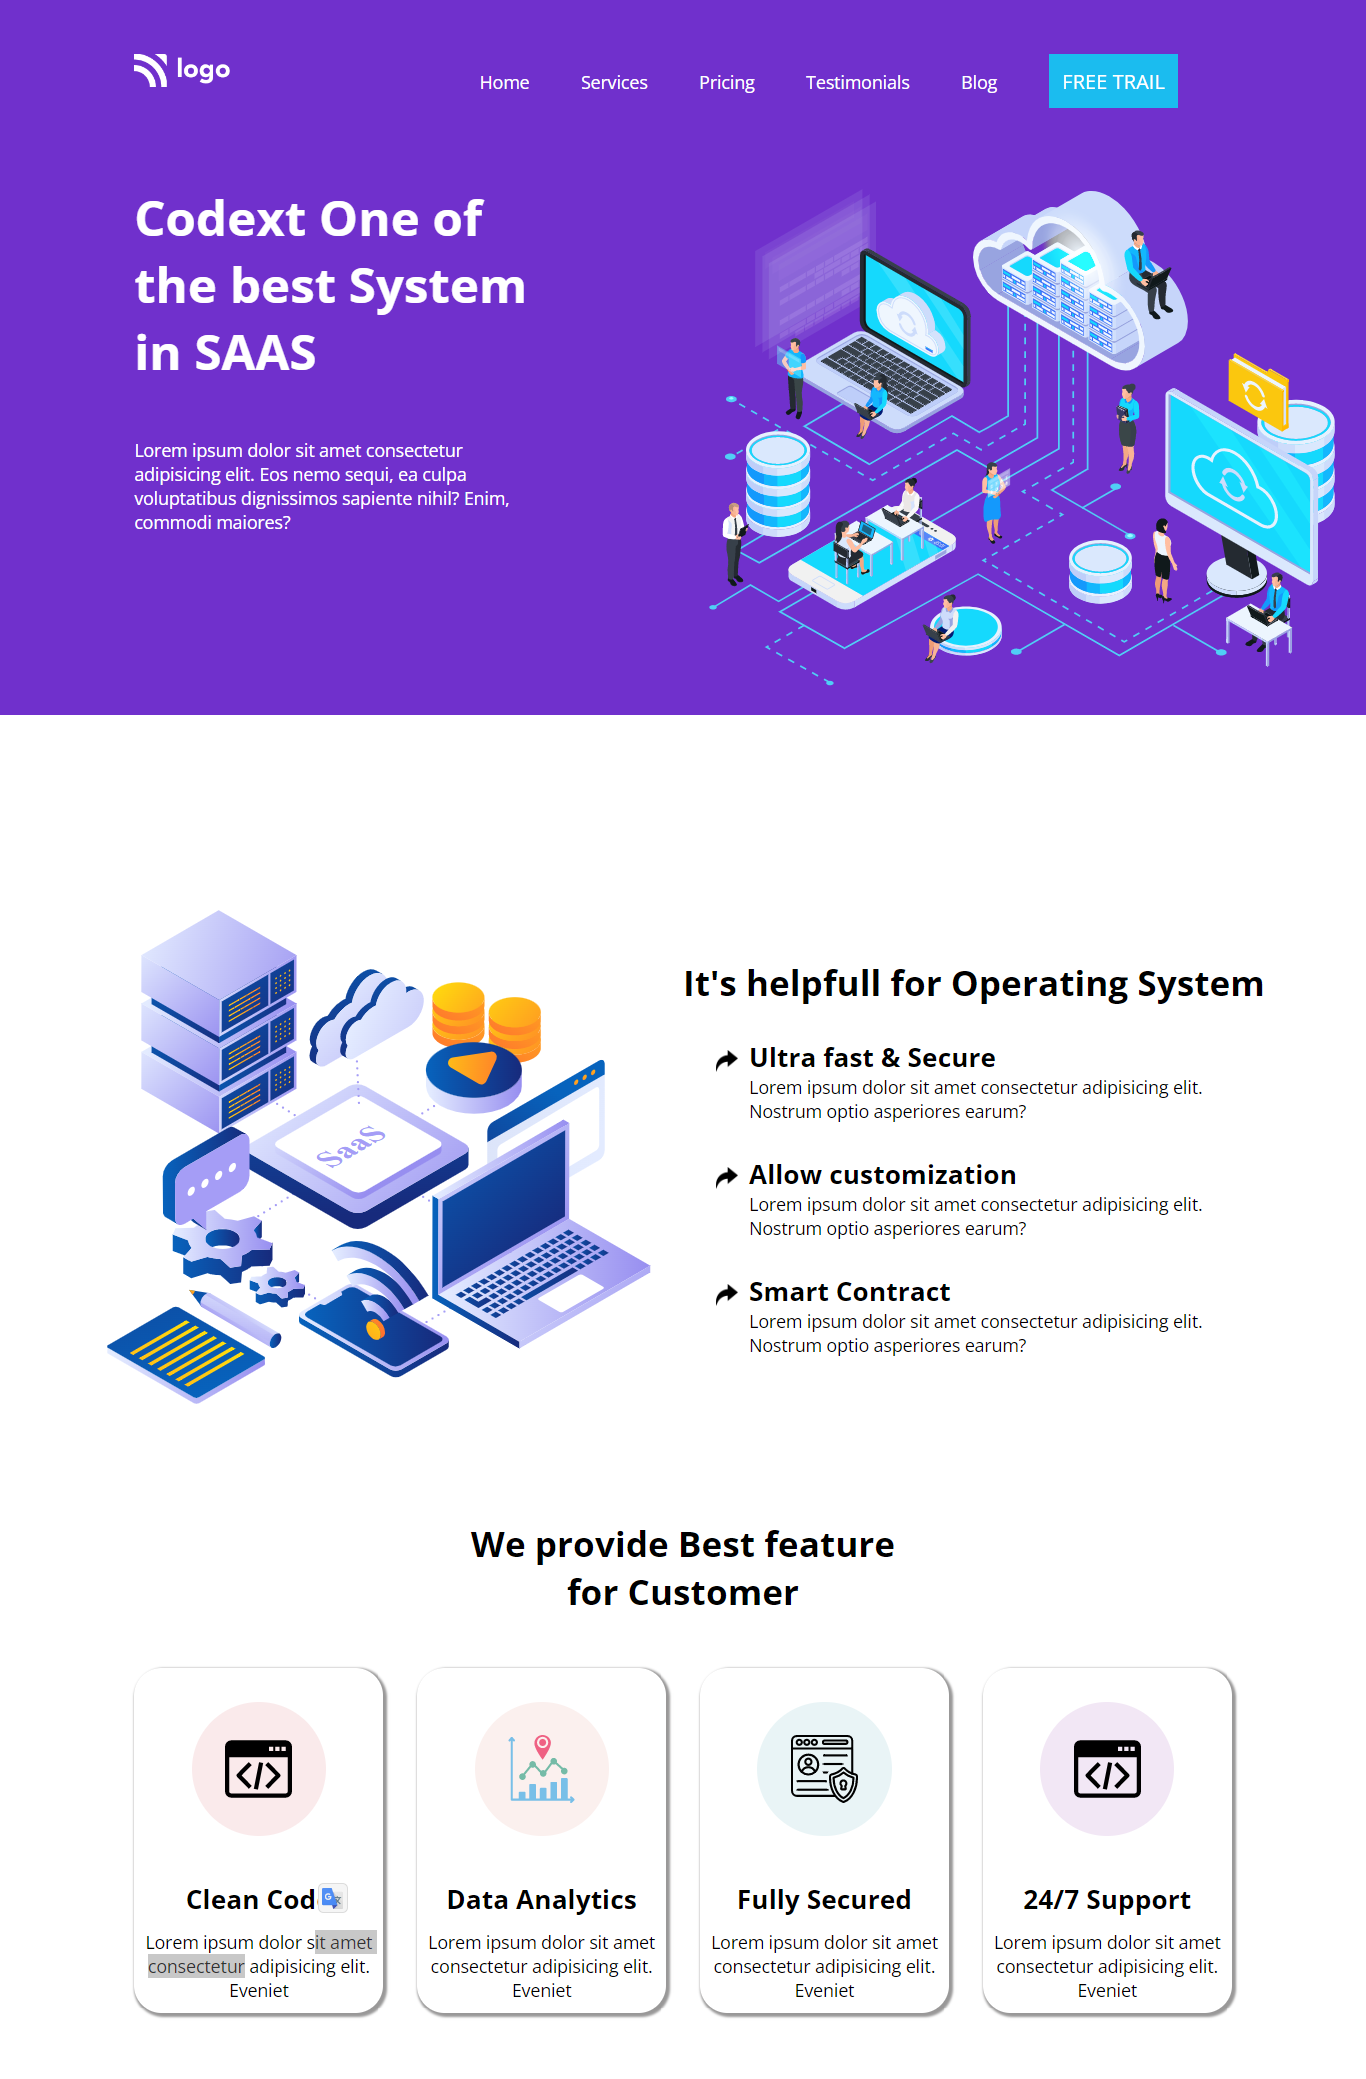 logo
Home Services Pricing Testimonials Blog FREE TRAIL
Codext One of
the best System
in SAAS
Lorem ipsum dolor sit amet consectetur
adipisicing elit. Eos nemo sequi, ea culpa
voluptatibus dignissimos sapiente nihil? Enim,
commodi maiores?
SaaS
It's helpfull for Operating System
Ultra fast & Secure
Lorem ipsum dolor sit amet consectetur adipisicing elit.
Nostrum optio asperiores earum?
Allow customization
Lorem ipsum dolor sit amet consectetur adipisicing elit.
Nostrum optio asperiores earum?
Smart Contract
Lorem ipsum dolor sit amet consectetur adipisicing elit.
Nostrum optio asperiores earum?
We provide Best feature
for Customer
Clean Cod
Lorem ipsum dolor sit amet
consectetur adipisicing elit.
Eveniet
Data Analytics
Lorem ipsum dolor sit amet
consectetur adipisicing elit.
Eveniet
Fully Secured
Lorem ipsum dolor sit amet
consectetur adipisicing elit.
Eveniet
24/7 Support
Lorem ipsum dolor sit amet
consectetur adipisicing elit.
Eveniet